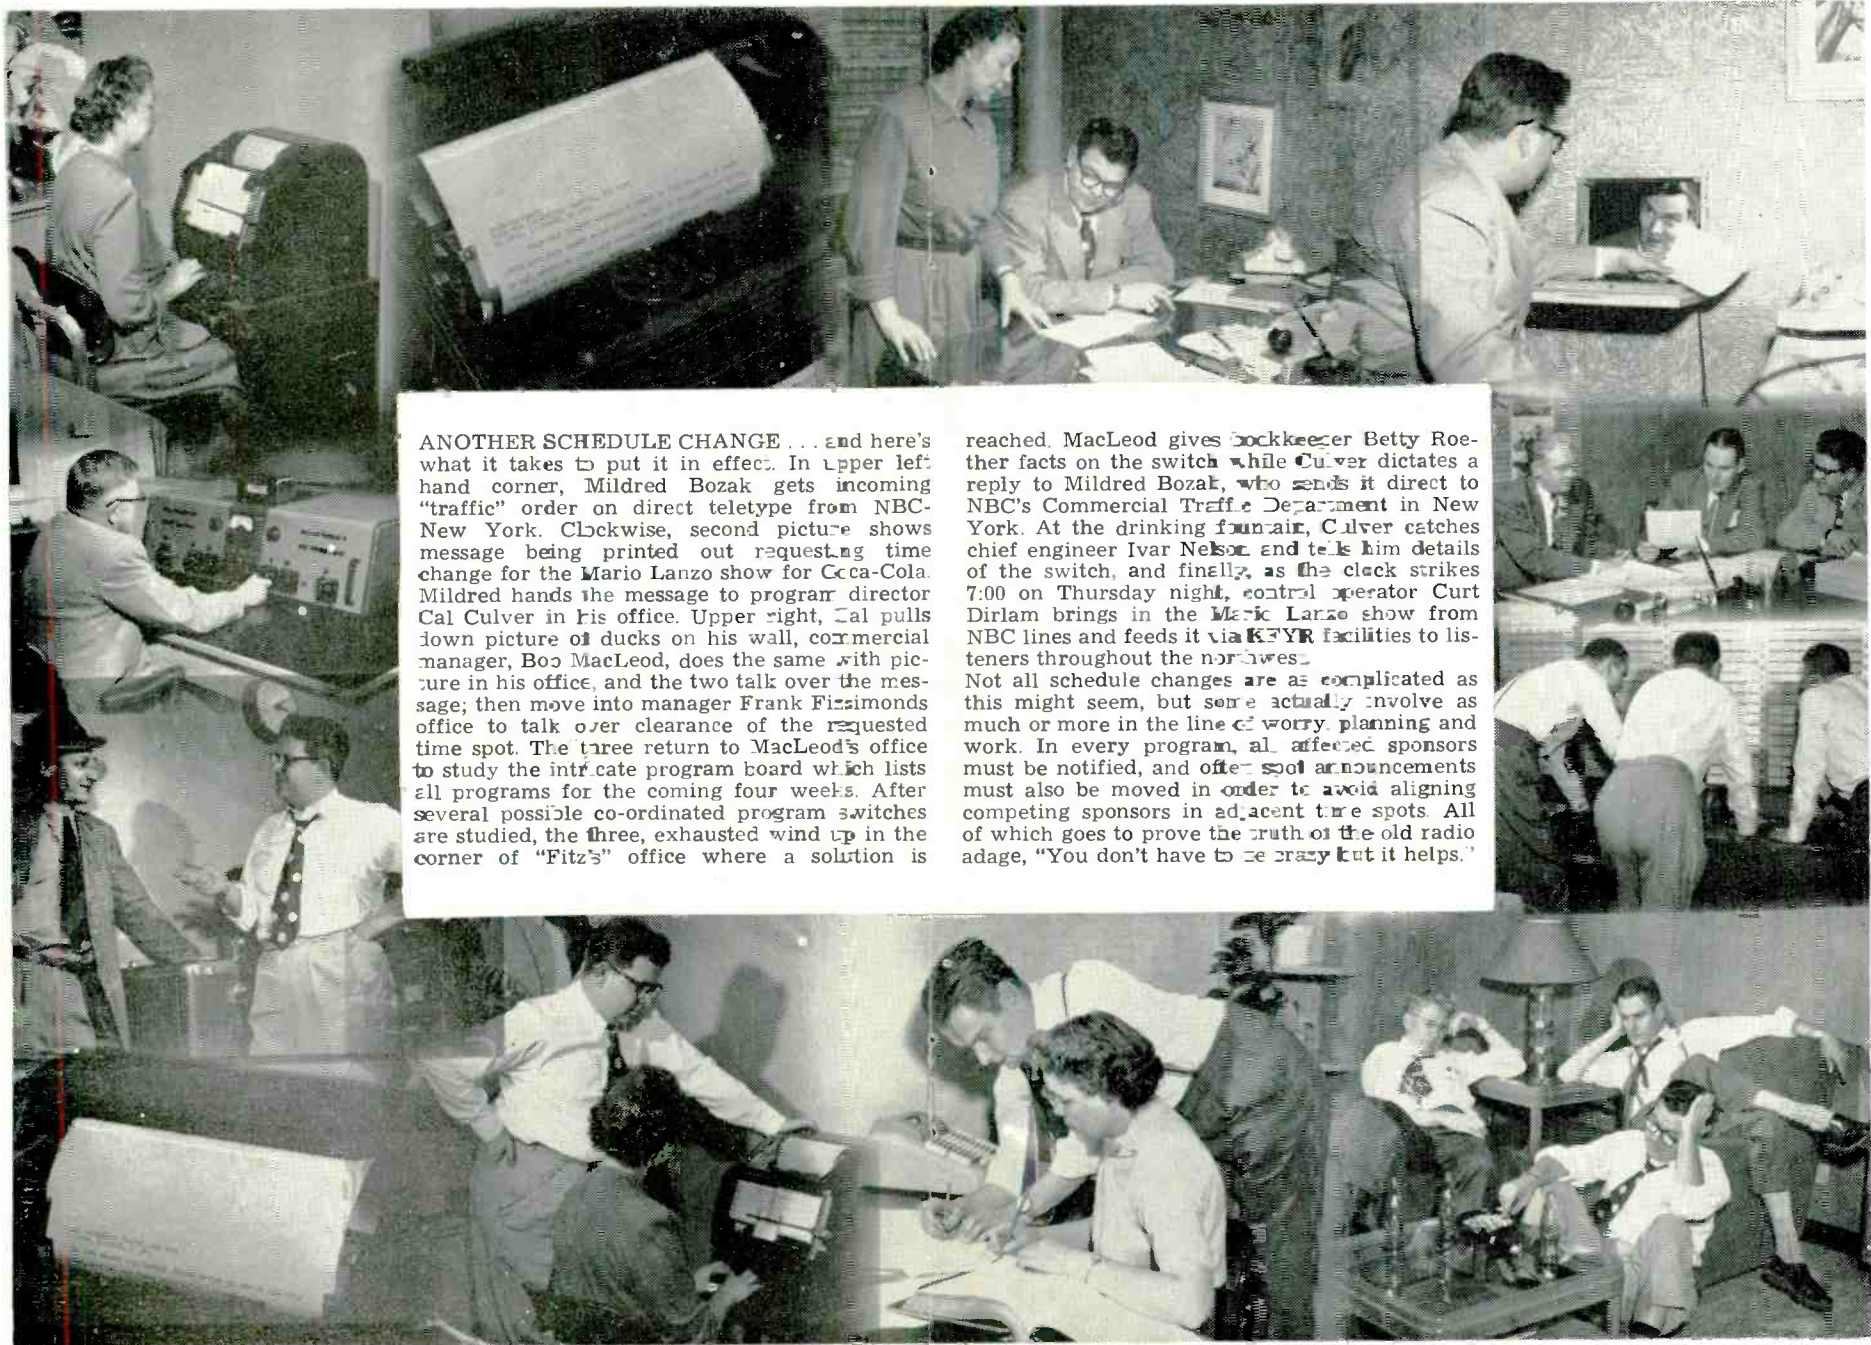 ANOTHER SCHEDULE CHANGE . . . and here's
what it takes to put it in effect. In upper left
hand corner, Mildred Bozak gets incoming
"traffic" order on direct teletype from NBC-
New York. Clockwise, second picture shows
message being printed out requesting time
change for the Mario Lanzo show for Coca-Cola.
Mildred hands the message to program director
Cal Culver in his office. Upper right, Cal pulls
down picture of ducks on his wall, commercial
manager, Bob MacLeod, does the same with pic-
ture in his office, and the two talk over the mes-
sage; then move into manager Frank Fitzsimonds
office to talk over clearance of the requested
time spot. The three return to MacLeod's office
to study the intricate program board which lists
all programs for the coming four weeks. After
several possible co-ordinated program switches
are studied, the three, exhausted wind up in the
corner of "Fitz's" office where a solution is
reached. MacLeod gives bookkeeper Betty Roe-
ther facts on the switch while Culver dictates a
reply to Mildred Bozak, who sends it direct to
NBC's Commercial Traffic Department in New
York. At the drinking fountain, Culver catches
chief engineer Ivar Nelson and tells him details
of the switch, and finally, as the clock strikes
7:00 on Thursday night, control operator Curt
Dirlam brings in the Mario Lanzo show from
NBC lines and feeds it via KFYR facilities to lis-
teners throughout the northwest.
Not all schedule changes are as complicated as
this might seem, but some actually involve as
much or more in the line of worry, planning and
work. In every program, all affected sponsors
must be notified, and often spot announcements
must also be moved in order to avoid aligning
competing sponsors in adjacent time spots. All
of which goes to prove the truth of the old radio
adage, "You don't have to be crazy but it helps."